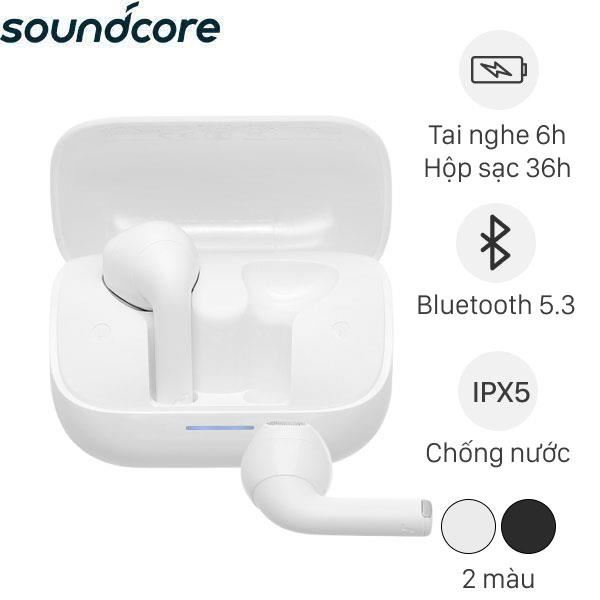 soundcore
Tai nghe 6h
Hộp sạc 36h
Bluetooth 5.3
IPX5
Chống nước
2 màu